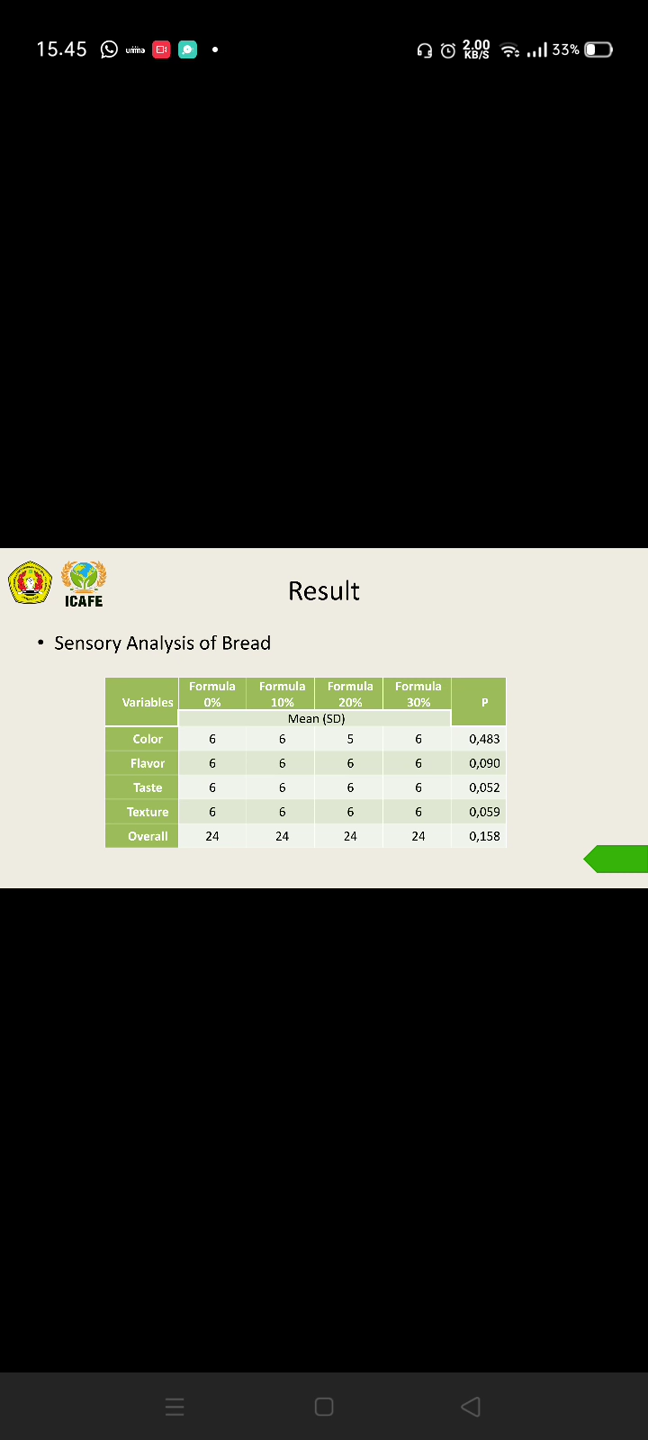 15.45 2.00 KB/S 33%
ICAFE
Result
• Sensory Analysis of Bread
Variables Formula 0% Formula 10% Formula 20% Formula 30% P
Mean (SD)
Color 6 6 5 6 0,483
Flavor 6 6 6 6 0,090
Taste 6 6 6 6 0,052
Texture 6 6 6 6 0,059
Overall 24 24 24 24 0,158